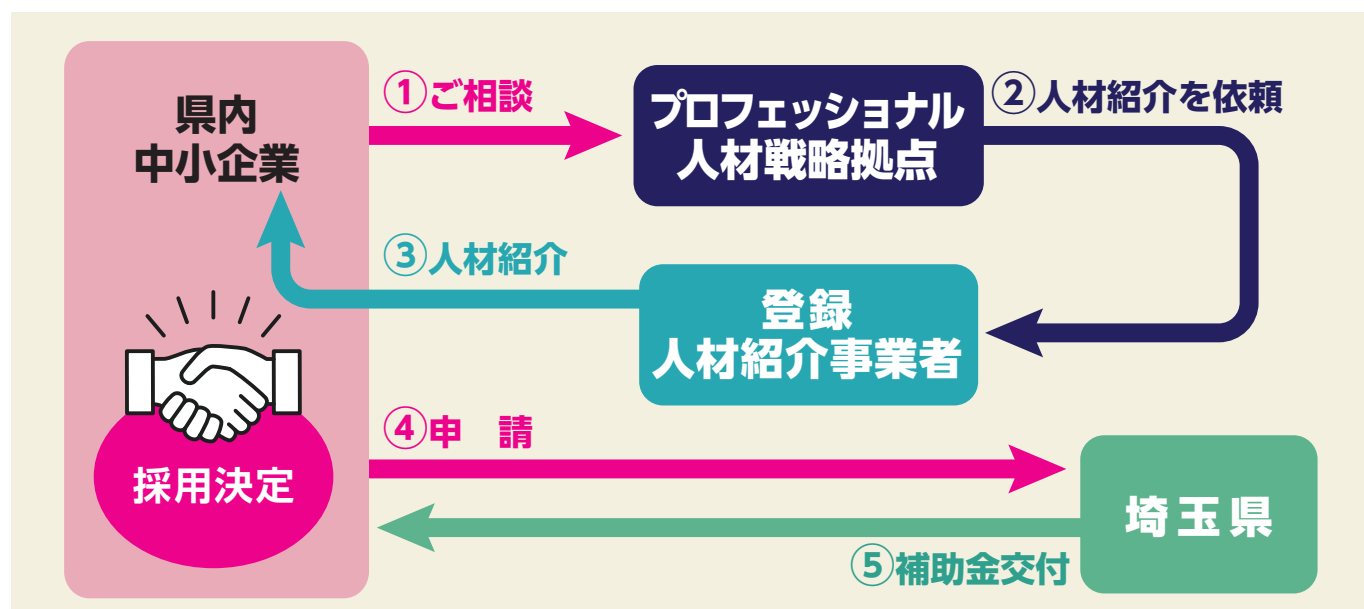 県内
中小企業
①ご相談
プロフェッショナル
人材戦略拠点
②人材紹介を依頼
③人材紹介
登録
人材紹介事業者
採用決定
④申　請
埼玉県
⑤補助金交付